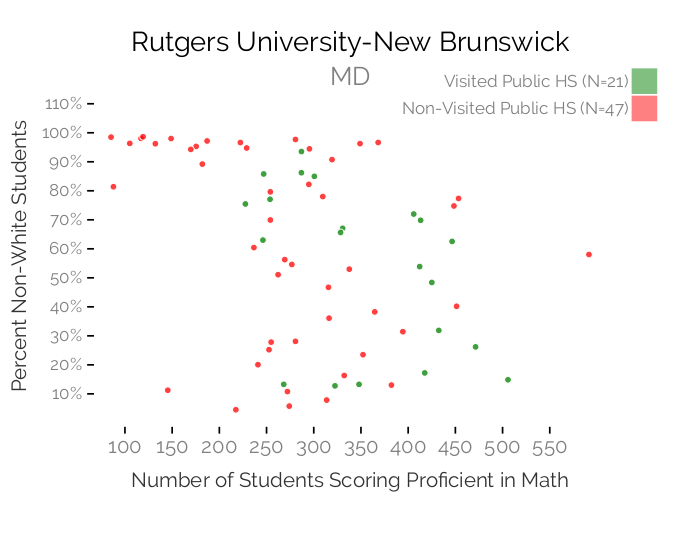 Rutgers University-New Brunswick
MD
Visited Public HS (N=21)
Non-Visited Public HS (N=47)
Percent Non-White Students
110%
100%
90%
80%
70%
60%
50%
40%
30%
20%
10%
100 150 200 250 300 350 400 450 500 550
Number of Students Scoring Proficient in Math